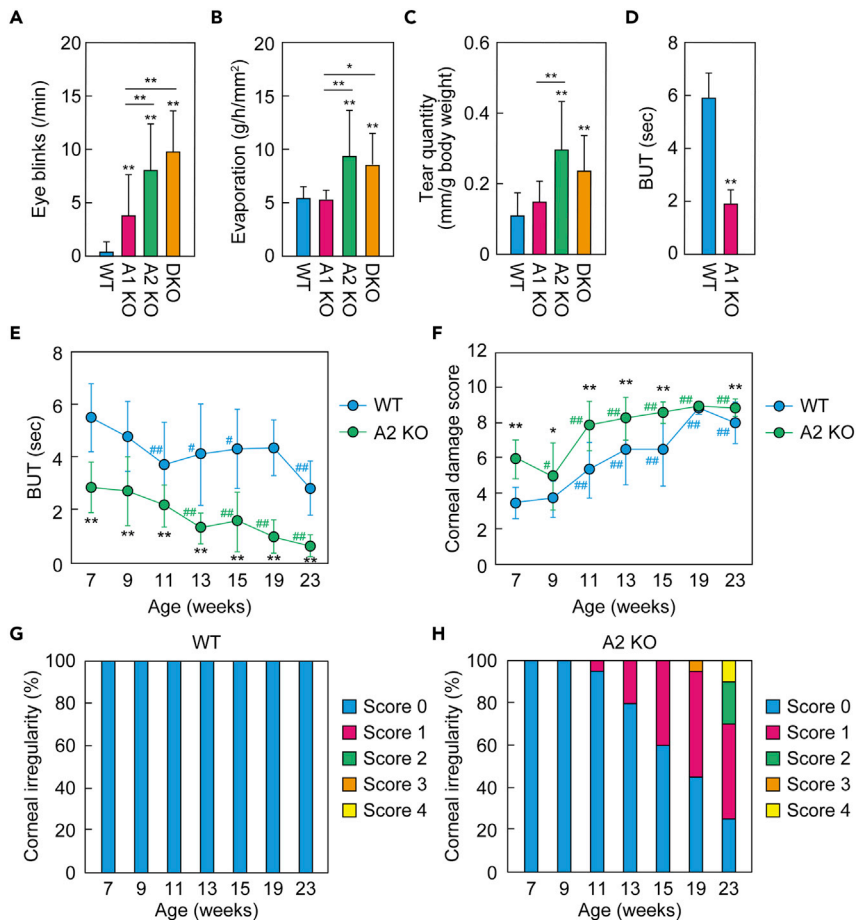 A
Eye blinks (/min)
20
15
10
5
0
**
**
**
**
**
WT
A1 KO
A2 KO
DKO
B
Evaporation (g/h/mm²)
20
15
10
5
0
*
**
**
**
WT
A1 KO
A2 KO
DKO
C
Tear quantity
(mm/g body weight)
0.6
0.4
0.2
0
**
**
**
WT
A1 KO
A2 KO
DKO
D
BUT (sec)
8
6
4
2
0
**
WT
A1 KO
E
BUT (sec)
8
6
4
2
0
## # # ##
## ## ## ##
** ** ** ** ** ** **
7 9 11 13 15 19 23
Age (weeks)
WT
A2 KO
F
Corneal damage score
12
10
8
6
4
2
0
** * ** ** ** **
# ## ## ## ## ##
## ## ## ## ##
7 9 11 13 15 19 23
Age (weeks)
WT
A2 KO
G
WT
Corneal irregularity (%)
100
80
60
40
20
0
7 9 11 13 15 19 23
Age (weeks)
Score 0
Score 1
Score 2
Score 3
Score 4
H
A2 KO
Corneal irregularity (%)
100
80
60
40
20
0
7 9 11 13 15 19 23
Age (weeks)
Score 0
Score 1
Score 2
Score 3
Score 4